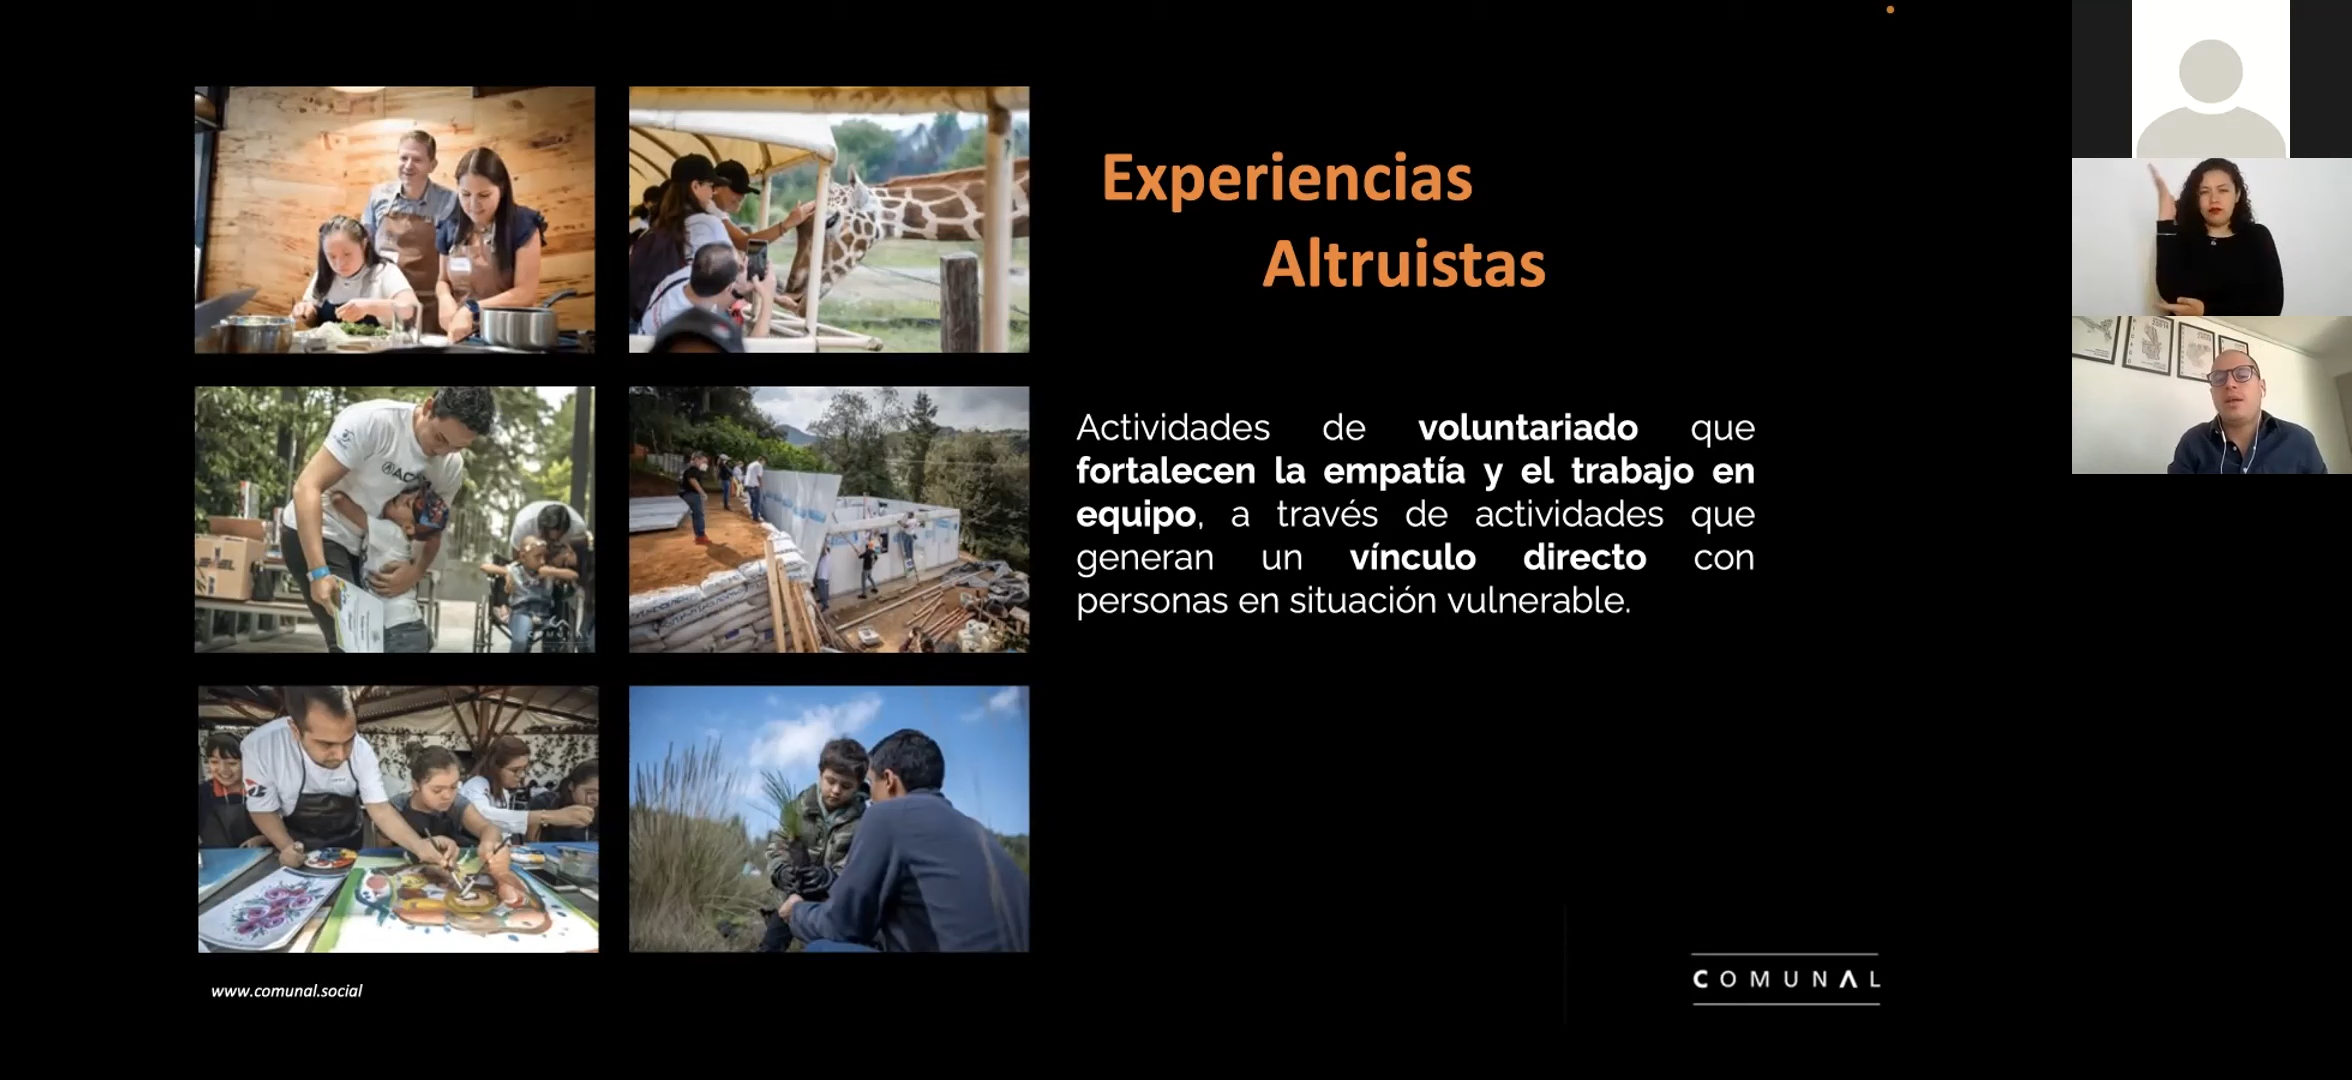 Experiencias
Altruistas
Actividades de voluntariado que
fortalecen la empatía y el trabajo en
equipo, a través de actividades que
generan un vínculo directo con
personas en situación vulnerable.
www.comunal.social
COMUNAL
COMUNAL